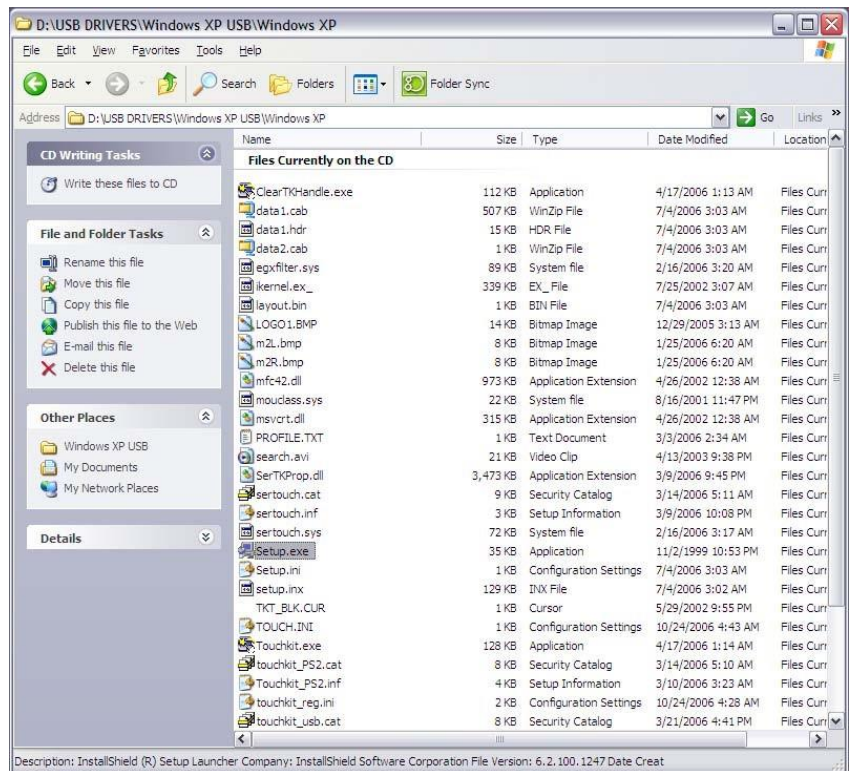 D:\USB DRIVERS\Windows XP USB\Windows XP
File Edit View Favorites Tools Help
Back Search Folders Folder Sync
Address D:\USB DRIVERS\Windows XP USB\Windows XP Go Links »
CD Writing Tasks
Write these files to CD
File and Folder Tasks
Rename this file
Move this file
Copy this file
Publish this file to the Web
E-mail this file
Delete this file
Other Places
Windows XP USB
My Documents
My Network Places
Details
Name Size Type Date Modified Location
Files Currently on the CD
ClearTKHandle.exe 112 KB Application 4/17/2006 1:13 AM Files Curr
data1.cab 507 KB WinZip File 7/4/2006 3:03 AM Files Curr
data1.hdr 15 KB HDR File 7/4/2006 3:03 AM Files Curr
data2.cab 1 KB WinZip File 7/4/2006 3:03 AM Files Curr
egxfilter.sys 89 KB System file 2/16/2006 3:20 AM Files Curr
ikernel.ex_ 339 KB EX_ File 7/25/2002 3:07 AM Files Curr
layout.bin 1 KB BIN File 7/4/2006 3:03 AM Files Curr
LOGO1.BMP 14 KB Bitmap Image 12/29/2005 3:13 AM Files Curr
m2L.bmp 8 KB Bitmap Image 1/25/2006 6:20 AM Files Curr
m2R.bmp 8 KB Bitmap Image 1/25/2006 6:20 AM Files Curr
mfc42.dll 973 KB Application Extension 4/26/2002 12:38 AM Files Curr
mouclass.sys 22 KB System file 8/16/2001 11:47 PM Files Curr
msvcrt.dll 315 KB Application Extension 4/26/2002 12:38 AM Files Curr
PROFILE.TXT 1 KB Text Document 3/3/2006 2:34 AM Files Curr
search.avi 21 KB Video Clip 4/13/2003 9:38 PM Files Curr
SerTKProp.dll 3,473 KB Application Extension 3/9/2006 9:45 PM Files Curr
sertouch.cat 9 KB Security Catalog 3/14/2006 5:11 AM Files Curr
sertouch.inf 3 KB Setup Information 3/9/2006 10:08 PM Files Curr
sertouch.sys 72 KB System file 2/16/2006 3:17 AM Files Curr
Setup.exe 35 KB Application 11/2/1999 10:53 PM Files Curr
Setup.ini 1 KB Configuration Settings 7/4/2006 3:03 AM Files Curr
setup.inx 129 KB INX File 7/4/2006 3:02 AM Files Curr
TKT_BLK.CUR 1 KB Cursor 5/29/2002 9:55 PM Files Curr
TOUCH.INI 1 KB Configuration Settings 10/24/2006 4:43 AM Files Curr
Touchkit.exe 128 KB Application 4/17/2006 1:14 AM Files Curr
touchkit_PS2.cat 8 KB Security Catalog 3/14/2006 5:10 AM Files Curr
Touchkit_PS2.inf 4 KB Setup Information 3/10/2006 3:23 AM Files Curr
touchkit_reg.ini 2 KB Configuration Settings 10/24/2006 4:28 AM Files Curr
touchkit_usb.cat 8 KB Security Catalog 3/21/2006 4:41 PM Files Curr
Description: InstallShield (R) Setup Launcher Company: InstallShield Software Corporation File Version: 6.2.100.1247 Date Creat